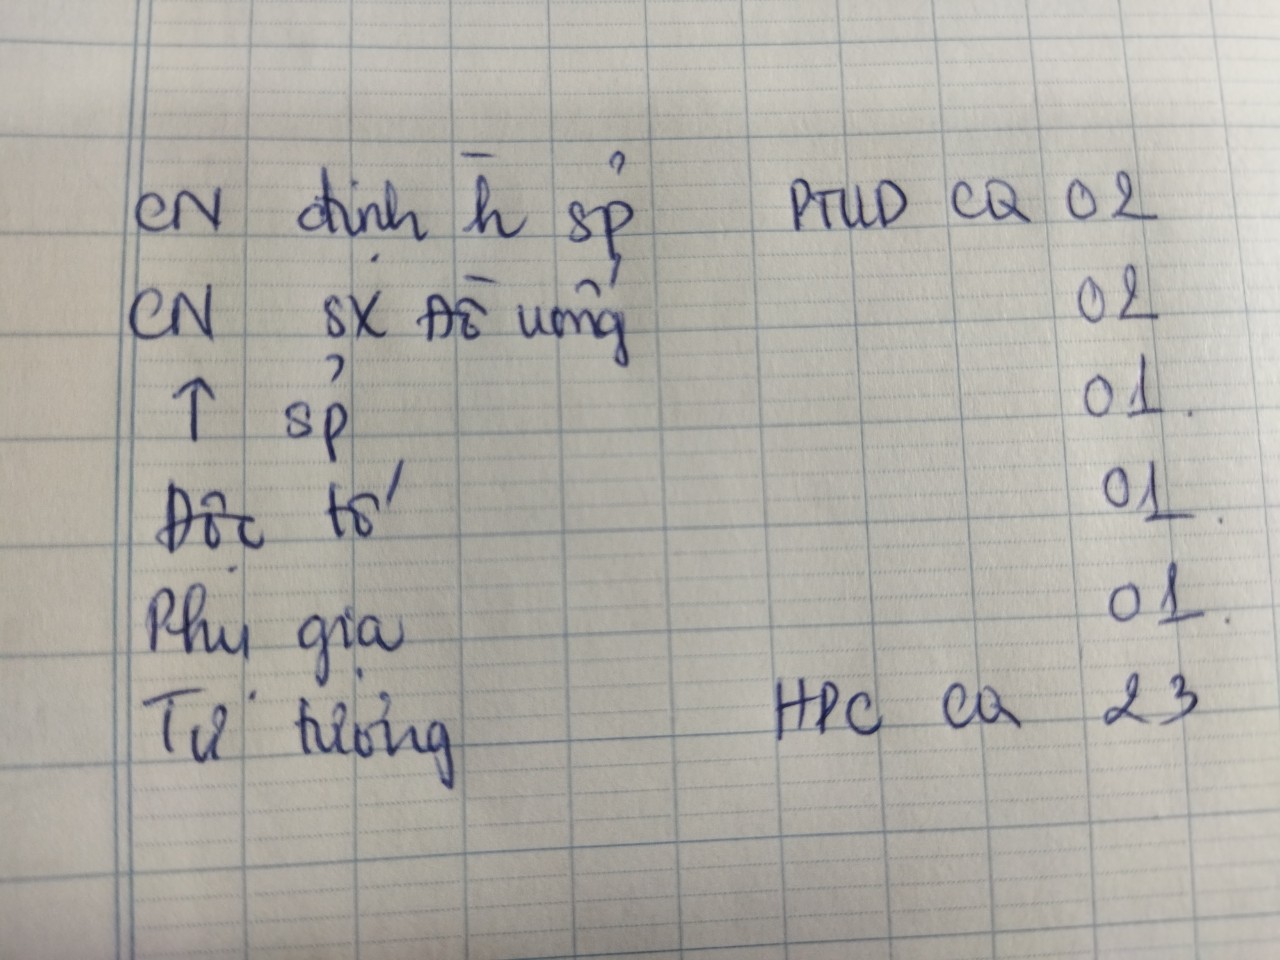 CN định h̄ sp̉ PTUD CQ 02
CN sx Đồ uống 02
↑ sp̉ 01.
Độc tố 01.
Phụ gia 01.
Tư tưởng HPC CQ 23